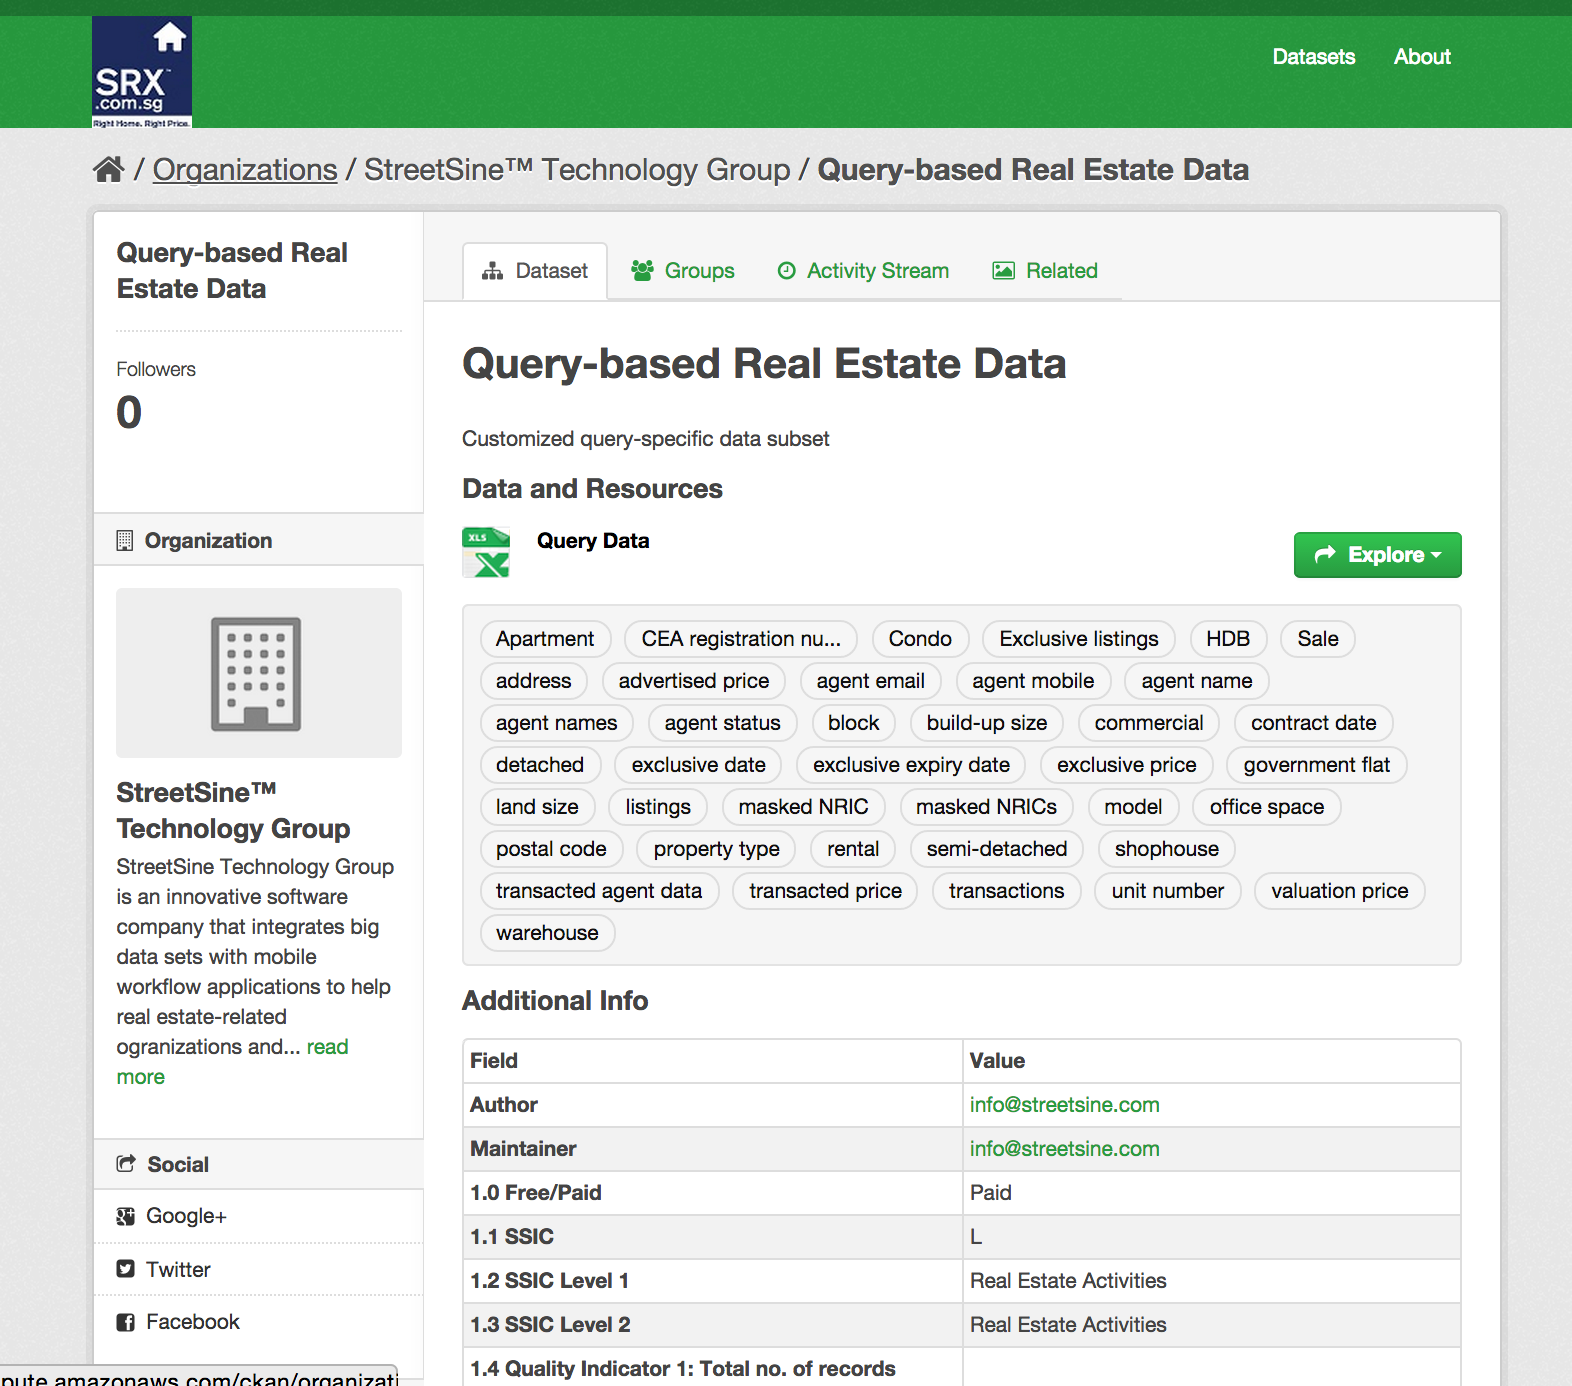 SRX™
.com.sg
Right Home. Right Price.
Datasets About
/ Organizations / StreetSine™ Technology Group / Query-based Real Estate Data
Query-based Real
Estate Data
Followers
0
Organization
StreetSine™
Technology Group
StreetSine Technology Group
is an innovative software
company that integrates big
data sets with mobile
workflow applications to help
real estate-related
ogranizations and... read
more
Social
Google+
Twitter
Facebook
Dataset Groups Activity Stream Related
Query-based Real Estate Data
Customized query-specific data subset
Data and Resources
XLS
Query Data
Explore
Apartment CEA registration nu... Condo Exclusive listings HDB Sale
address advertised price agent email agent mobile agent name
agent names agent status block build-up size commercial contract date
detached exclusive date exclusive expiry date exclusive price government flat
land size listings masked NRIC masked NRICs model office space
postal code property type rental semi-detached shophouse
transacted agent data transacted price transactions unit number valuation price
warehouse
Additional Info
Field Value
Author info@streetsine.com
Maintainer info@streetsine.com
1.0 Free/Paid Paid
1.1 SSIC L
1.2 SSIC Level 1 Real Estate Activities
1.3 SSIC Level 2 Real Estate Activities
1.4 Quality Indicator 1: Total no. of records
pute.amazonaws.com/ckan/organizati